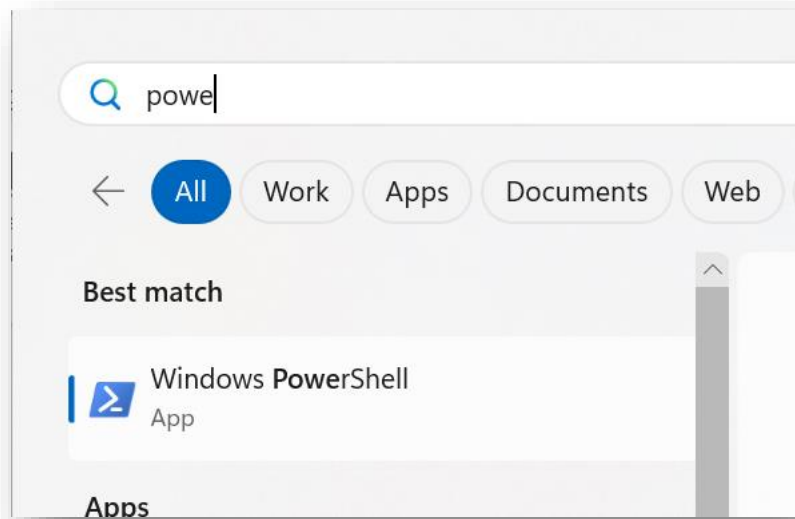 powe
All Work Apps Documents Web
Best match
Windows PowerShell
App
Apps